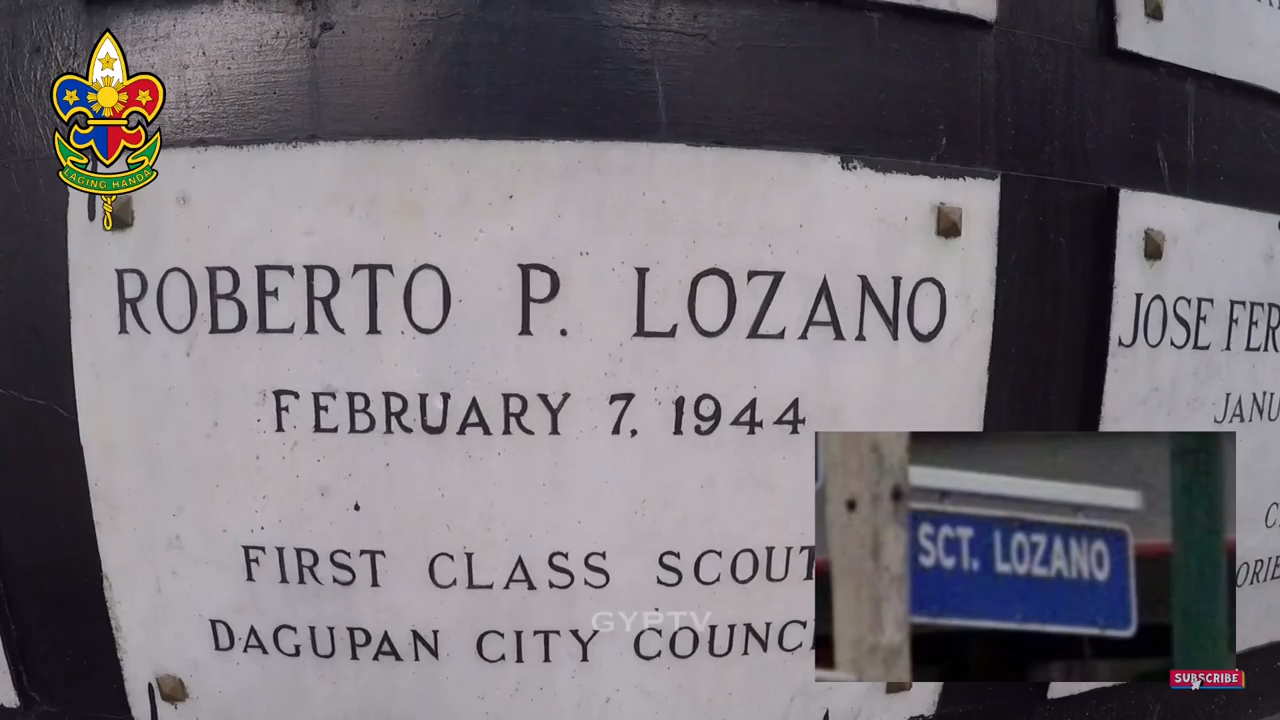 LAGING HANDA
ROBERTO P. LOZANO
FEBRUARY 7, 1944
FIRST CLASS SCOUT
DAGUPAN CITY COUNC
GYPTV
JOSE FER
JANU
C
ORIE
SCT. LOZANO
SUBSCRIBE